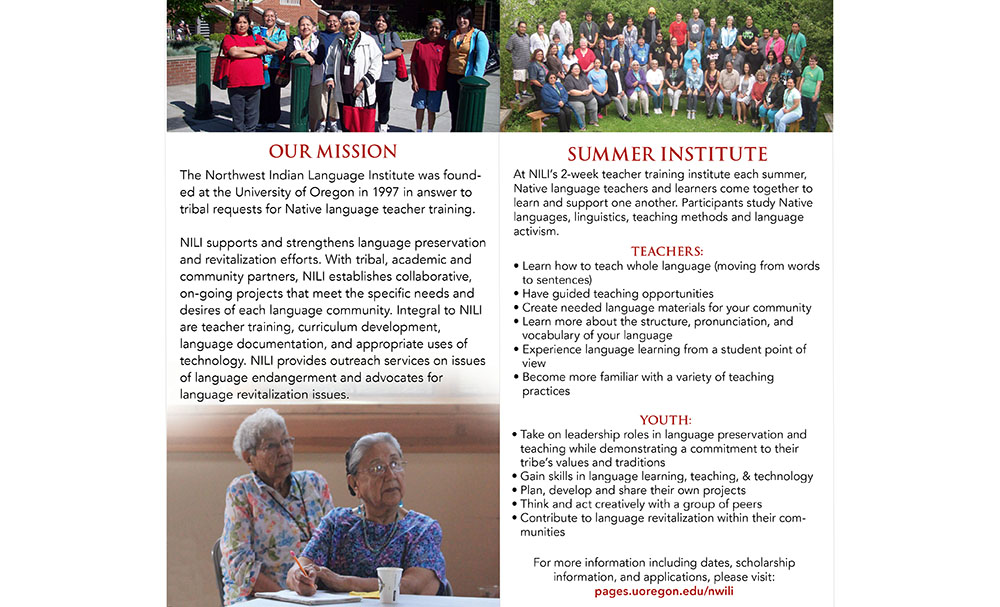 OUR MISSION
The Northwest Indian Language Institute was found-
ed at the University of Oregon in 1997 in answer to
tribal requests for Native language teacher training.
NILI supports and strengthens language preservation
and revitalization efforts. With tribal, academic and
community partners, NILI establishes collaborative,
on-going projects that meet the specific needs and
desires of each language community. Integral to NILI
are teacher training, curriculum development,
language documentation, and appropriate uses of
technology. NILI provides outreach services on issues
of language endangerment and advocates for
language revitalization issues.
SUMMER INSTITUTE
At NILI's 2-week teacher training institute each summer,
Native language teachers and learners come together to
learn and support one another. Participants study Native
languages, linguistics, teaching methods and language
activism.
TEACHERS:
• Learn how to teach whole language (moving from words
to sentences)
• Have guided teaching opportunities
• Create needed language materials for your community
• Learn more about the structure, pronunciation, and
vocabulary of your language
• Experience language learning from a student point of
view
• Become more familiar with a variety of teaching
practices
YOUTH:
• Take on leadership roles in language preservation and
teaching while demonstrating a commitment to their
tribe's values and traditions
• Gain skills in language learning, teaching, & technology
• Plan, develop and share their own projects
• Think and act creatively with a group of peers
• Contribute to language revitalization within their com-
munities
For more information including dates, scholarship
information, and applications, please visit:
pages.uoregon.edu/nwili